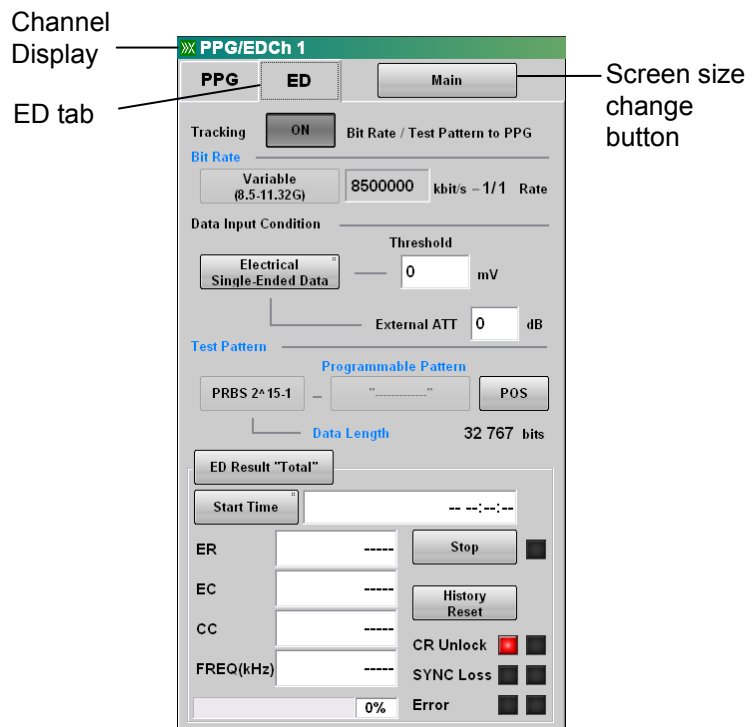 Channel
Display
ED tab
Screen size
change
button
PPG/EDCh 1
PPG ED Main
Tracking ON Bit Rate / Test Pattern to PPG
Bit Rate
Variable
(8.5-11.32G) 8500000 kbit/s - 1/1 Rate
Data Input Condition
Threshold
Electrical
Single-Ended Data 0 mV
External ATT 0 dB
Test Pattern
Programmable Pattern
PRBS 2^15-1 - "-------------" POS
Data Length 32 767 bits
ED Result "Total"
Start Time -- --:--:--
ER ----- Stop
EC -----
History
Reset
CC -----
CR Unlock
FREQ(kHz) -----
SYNC Loss
0% Error